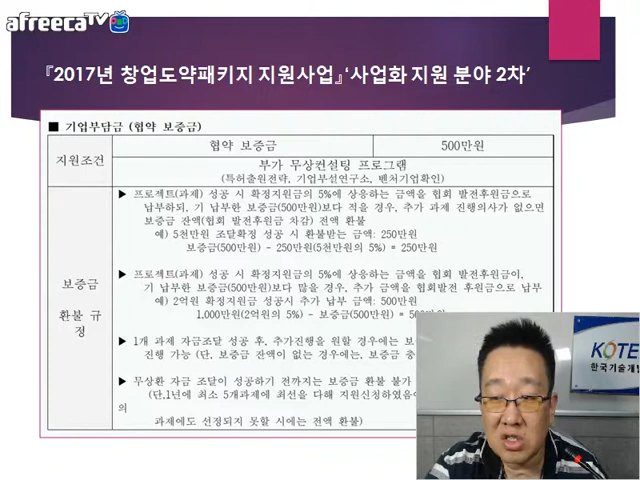 afreecaTV
『2017년 창업도약패키지 지원사업』‘사업화 지원 분야 2차’
■ 기업부담금 (협약 보증금)
지원조건
협약 보증금 500만원
부가 무상컨설팅 프로그램
(특허출원전략, 기업부설연구소, 벤처기업확인)
보증금
환불 규
정
▶ 프로젝트(과제) 성공 시 확정지원금의 5%에 상응하는 금액을 협회 발전후원금으로
납부하되, 기 납부한 보증금(500만원)보다 적을 경우, 추가 과제 진행의사가 없으면
보증금 잔액(협회 발전후원금 차감) 전액 환불
예) 5천만원 조달확정 성공 시 환불받는 금액: 250만원
보증금(500만원) - 250만원(5천만원의 5%) = 250만원
▶ 프로젝트(과제) 성공 시 확정지원금의 5%에 상응하는 금액을 협회 발전후원금이,
기 납부한 보증금(500만원)보다 많을 경우, 추가 금액을 협회발전 후원금으로 납부
예) 2억원 확정지원금 성공시 추가 납부 금액: 500만원
1,000만원(2억원의 5%) - 보증금(500만원) =
▶ 1개 과제 자금조달 성공 후, 추가진행을 원할 경우에는
진행 가능 (단, 보증금 잔액이 없는 경우에는, 보증금
▶ 무상환 자금 조달이 성공하기 전까지는 보증금 환불 불가
(단,1년에 최소 5개과제에 최선을 다해
의
과제에도 선정되지 못할 시에는 전액 환불)
KOTE
한국기술개발